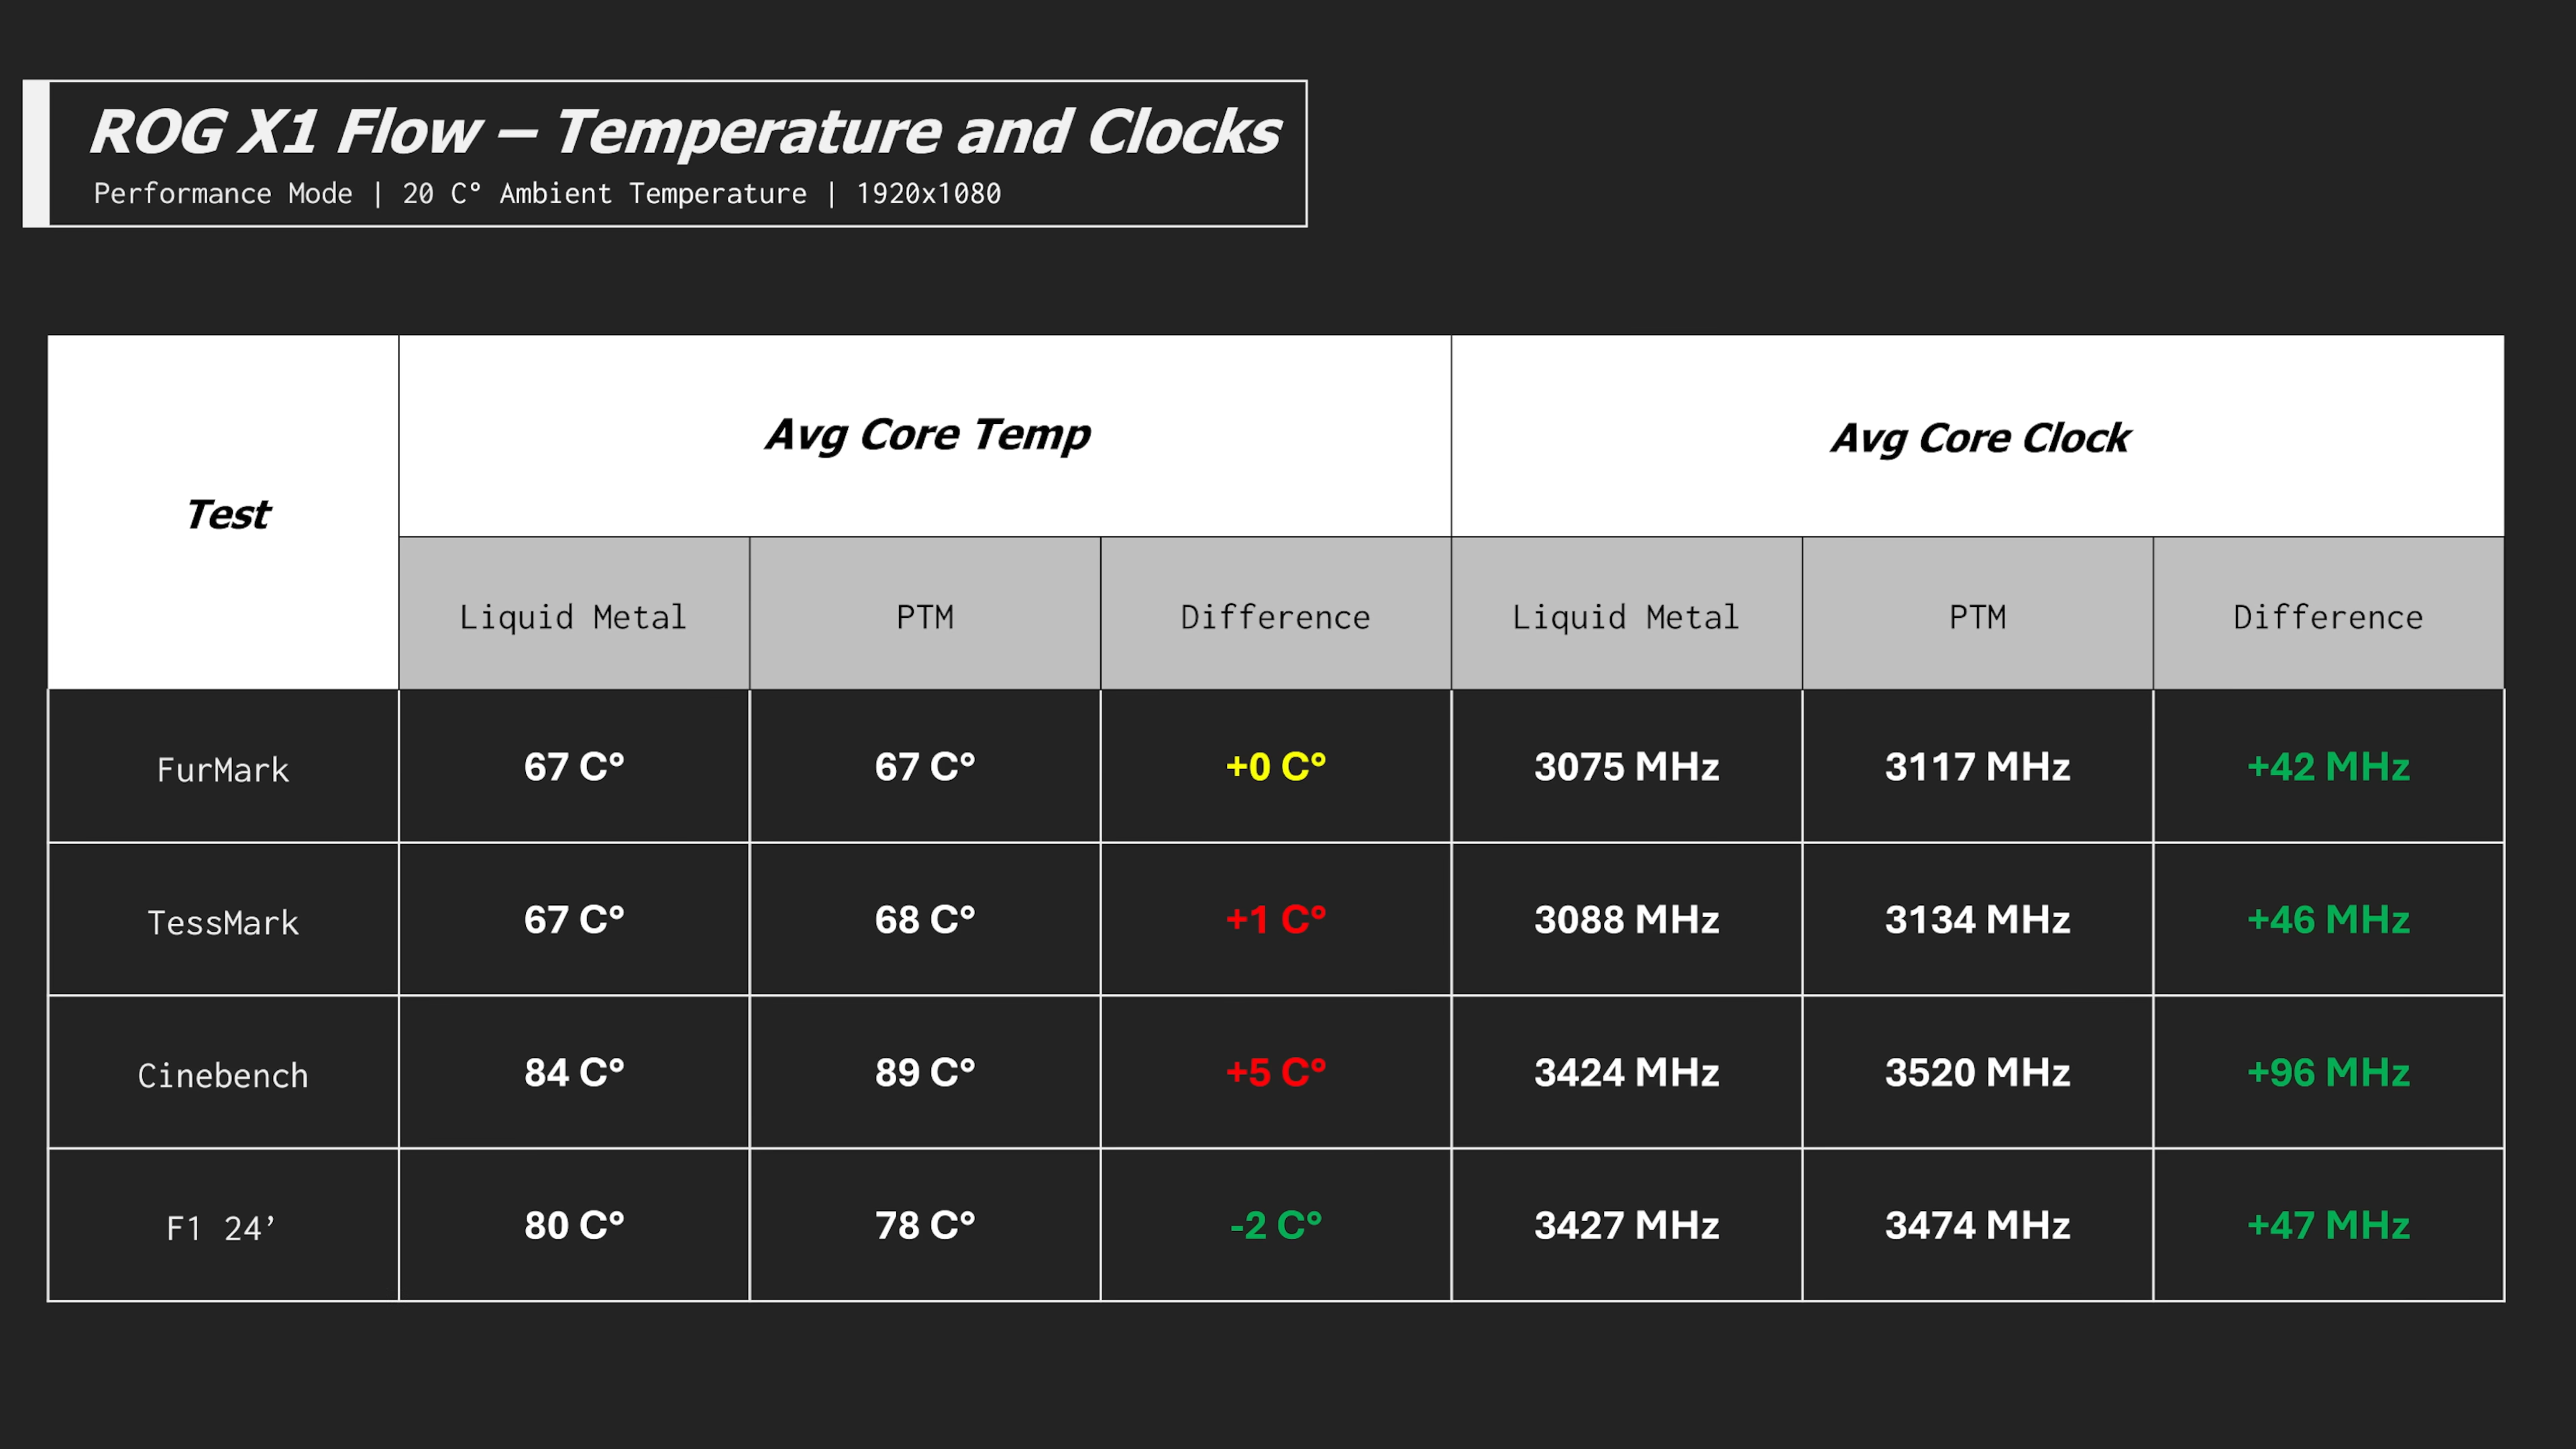 ROG X1 Flow – Temperature and Clocks
Performance Mode | 20 C° Ambient Temperature | 1920x1080
Test Avg Core Temp Avg Core Clock
Liquid Metal PTM Difference Liquid Metal PTM Difference
FurMark 67 C° 67 C° +0 C° 3075 MHz 3117 MHz +42 MHz
TessMark 67 C° 68 C° +1 C° 3088 MHz 3134 MHz +46 MHz
Cinebench 84 C° 89 C° +5 C° 3424 MHz 3520 MHz +96 MHz
F1 24’ 80 C° 78 C° -2 C° 3427 MHz 3474 MHz +47 MHz